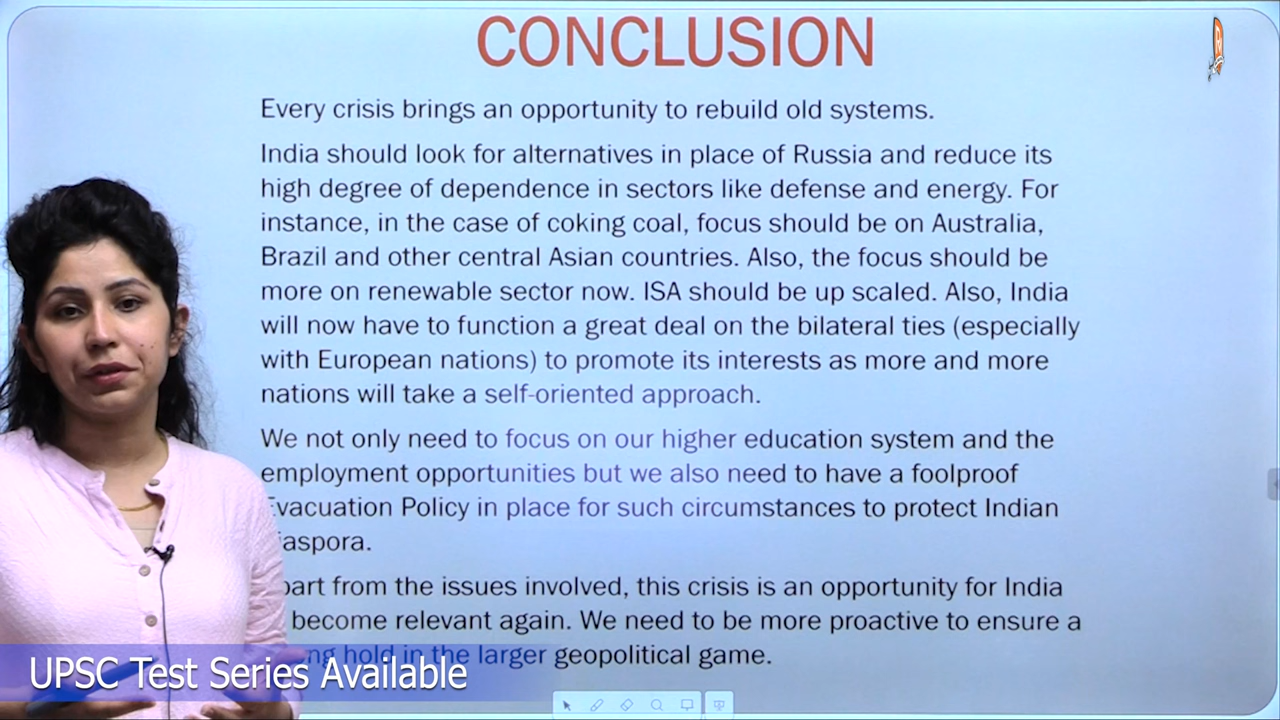 CONCLUSION
Every crisis brings an opportunity to rebuild old systems.
India should look for alternatives in place of Russia and reduce its
high degree of dependence in sectors like defense and energy. For
instance, in the case of coking coal, focus should be on Australia,
Brazil and other central Asian countries. Also, the focus should be
more on renewable sector now. ISA should be up scaled. Also, India
will now have to function a great deal on the bilateral ties (especially
with European nations) to promote its interests as more and more
nations will take a self-oriented approach.
We not only need to focus on our higher education system and the
employment opportunities but we also need to have a foolproof
Evacuation Policy in place for such circumstances to protect Indian
iaspora.
part from the issues involved, this crisis is an opportunity for India
become relevant again. We need to be more proactive to ensure a
ng hold in the larger geopolitical game.
UPSC Test Series Available